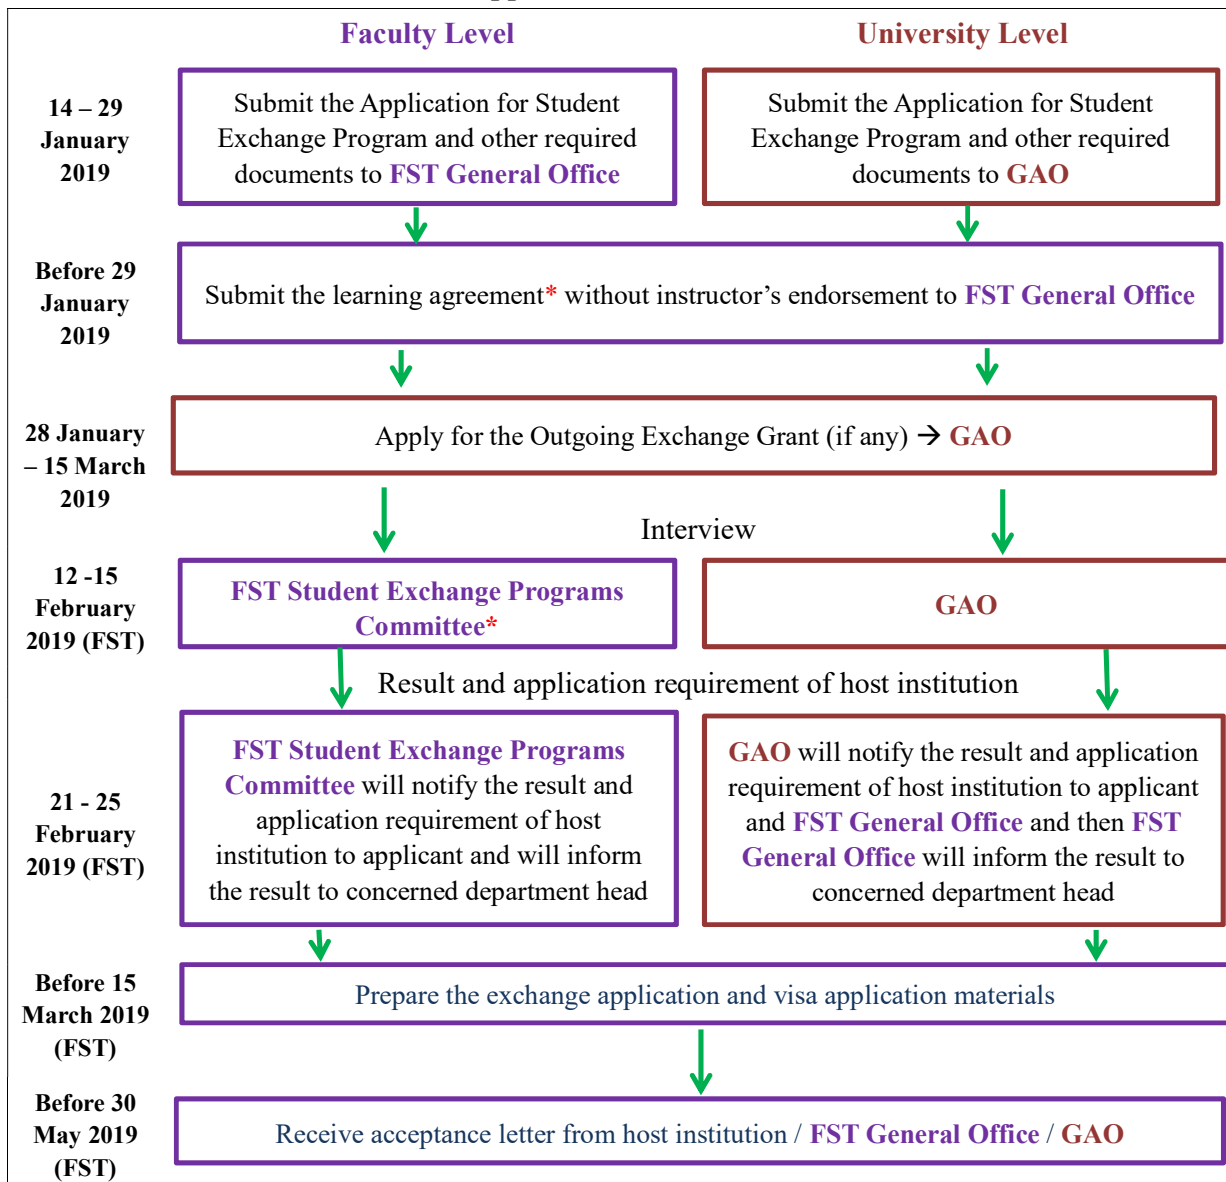 Faculty Level
University Level
14 – 29
January
2019
Submit the Application for Student
Exchange Program and other required
documents to FST General Office
Submit the Application for Student
Exchange Program and other required
documents to GAO
Before 29
January
2019
Submit the learning agreement* without instructor’s endorsement to FST General Office
28 January
– 15 March
2019
Apply for the Outgoing Exchange Grant (if any) → GAO
Interview
12 -15
February
2019 (FST)
FST Student Exchange Programs
Committee*
GAO
Result and application requirement of host institution
21 - 25
February
2019 (FST)
FST Student Exchange Programs
Committee will notify the result and
application requirement of host
institution to applicant and will inform
the result to concerned department head
GAO will notify the result and application
requirement of host institution to applicant
and FST General Office and then FST
General Office will inform the result to
concerned department head
Before 15
March 2019
(FST)
Prepare the exchange application and visa application materials
Before 30
May 2019
(FST)
Receive acceptance letter from host institution / FST General Office / GAO